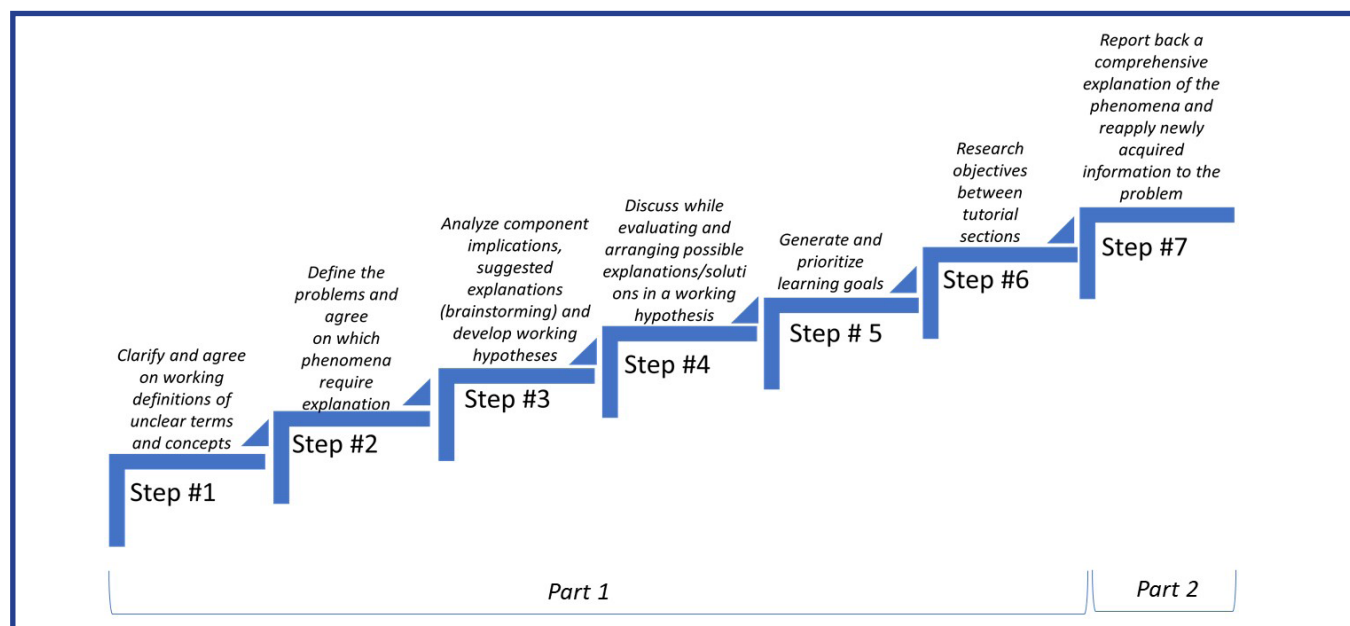 Clarify and agree
on working
definitions of
unclear terms
and concepts
Step #1
Define the
problems and
agree
on which
phenomena
require
explanation
Step #2
Analyze component
implications,
suggested
explanations
(brainstorming) and
develop working
hypotheses
Step #3
Discuss while
evaluating and
arranging possible
explanations/soluti
ons in a working
hypothesis
Step #4
Generate and
prioritize
learning goals
Step # 5
Research
objectives
between
tutorial
sections
Step #6
Report back a
comprehensive
explanation of the
phenomena and
reapply newly
acquired
information to the
problem
Step #7
Part 1
Part 2